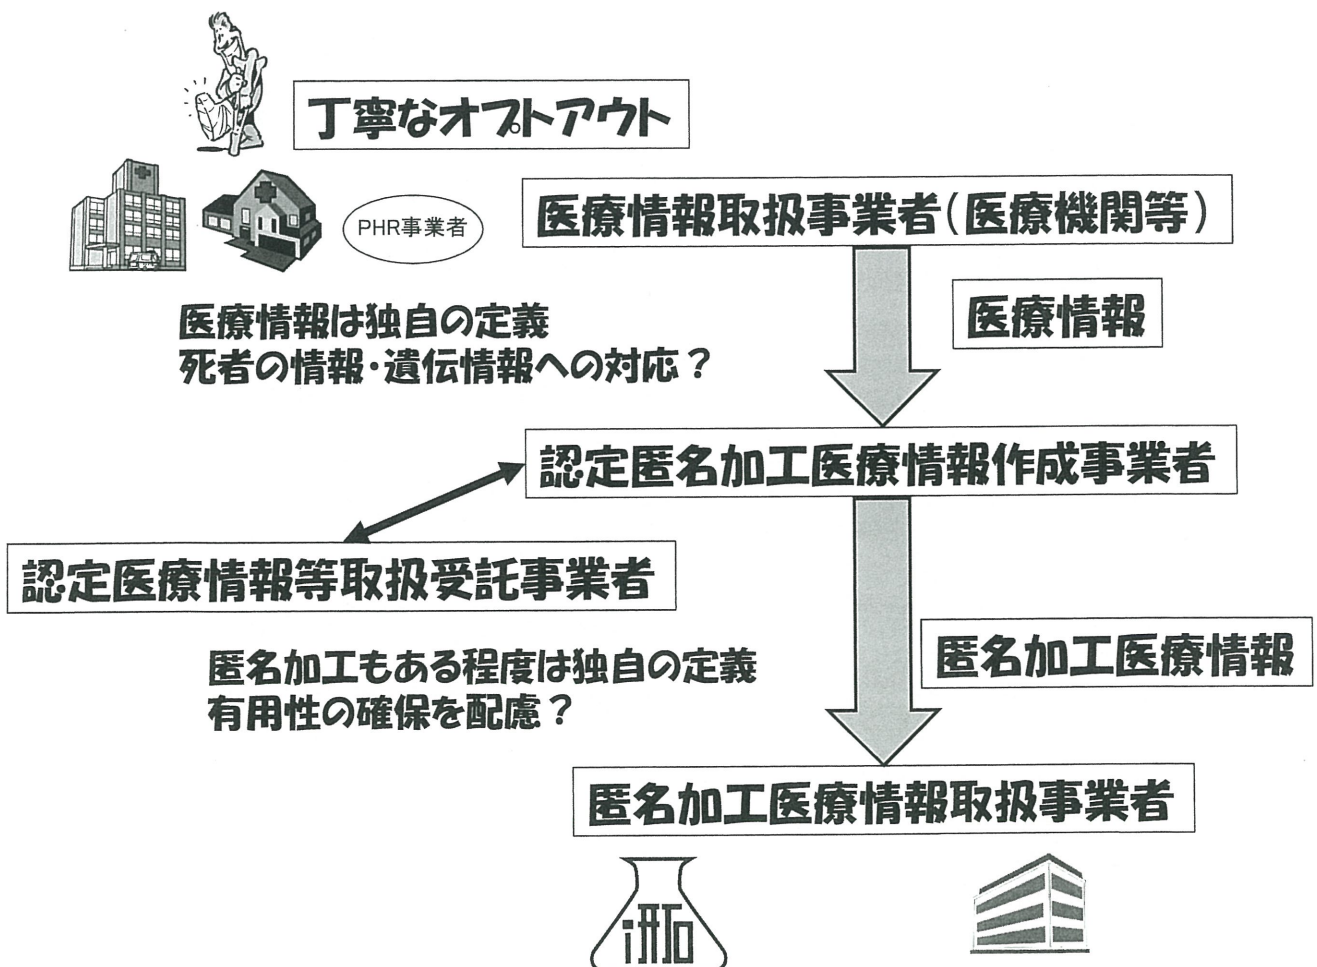 丁寧なオプトアウト
PHR事業者
医療情報取扱事業者(医療機関等)
医療情報
医療情報は独自の定義
死者の情報・遺伝情報への対応?
認定匿名加工医療情報作成事業者
認定医療情報等取扱受託事業者
匿名加工医療情報
匿名加工もある程度は独自の定義
有用性の確保を配慮?
匿名加工医療情報取扱事業者